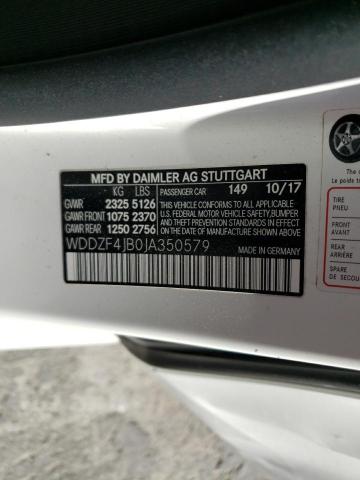 MFD BY DAIMLER AG STUTTGART
KG LBS PASSENGER CAR 149 10/17
GVWR 2325 5126 THIS VEHICLE CONFORMS TO ALL APPLICABLE
GAWR FRONT 1075 2370 U.S. FEDERAL MOTOR VEHICLE SAFETY, BUMPER
GAWR REAR 1250 2756 AND THEFT PREVENTION STANDARDS IN EFFECT
ON THE DATE OF MANUFACTURE SHOWN ABOVE.
WDDZF4JB0JA350579
MADE IN GERMANY
TIRE
PNEU
FRONT
AVANT
REAR
ARRIÈRE
SPARE
DE SECOU